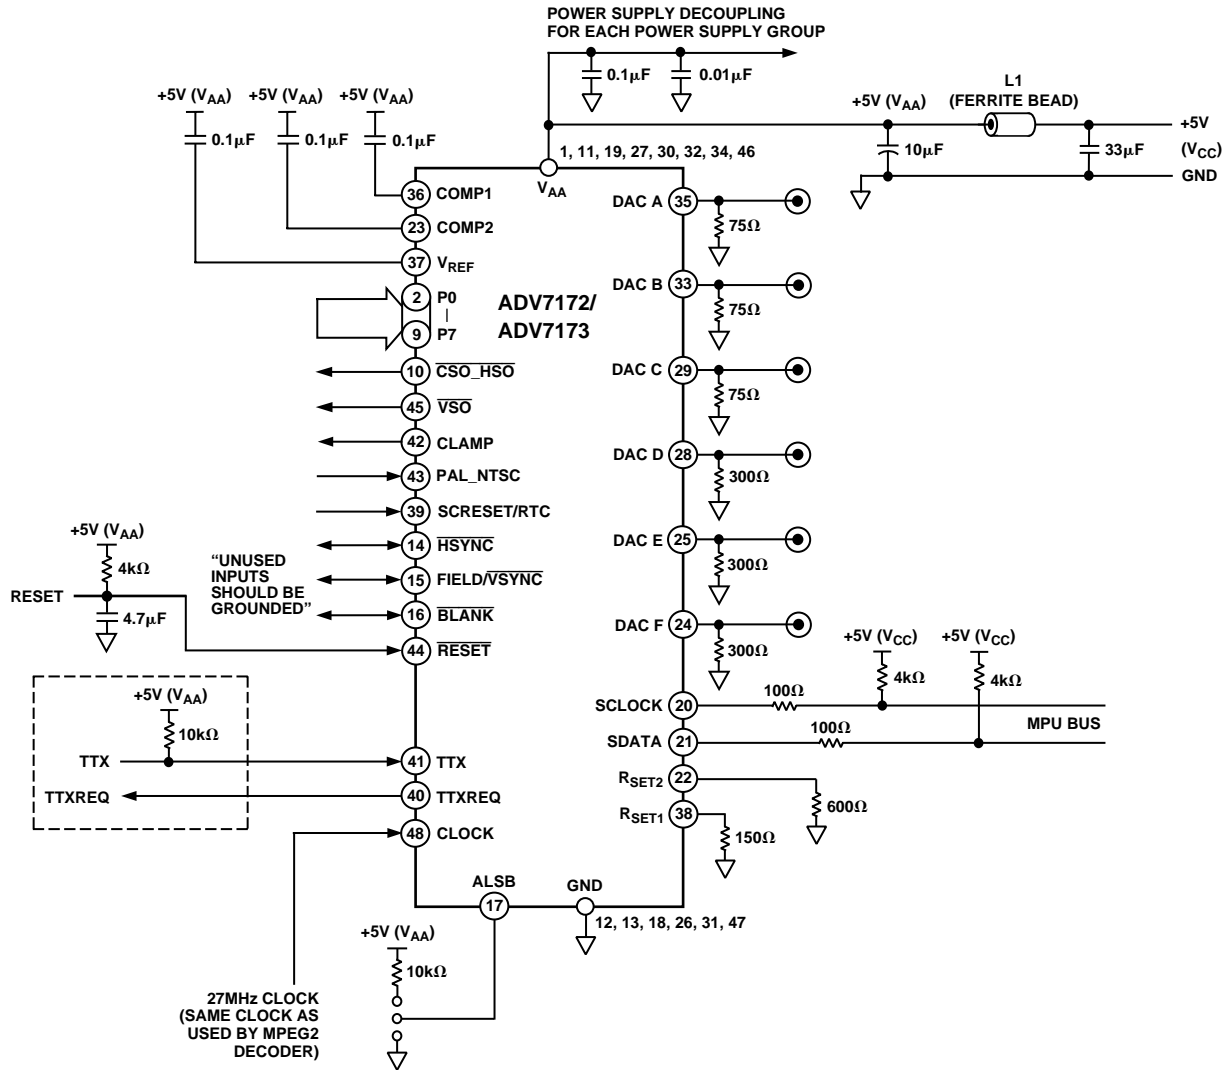 POWER SUPPLY DECOUPLING
FOR EACH POWER SUPPLY GROUP
0.1µF
0.01µF
+5V (VAA)
+5V (VAA)
+5V (VAA)
0.1µF
0.1µF
0.1µF
+5V (VAA)
L1
(FERRITE BEAD)
+5V
(VCC)
GND
10µF
33µF
1, 11, 19, 27, 30, 32, 34, 46
VAA
36 COMP1
23 COMP2
37 VREF
2 P0
|
9 P7
ADV7172/
ADV7173
10 CSO_HSO
45 VSO
42 CLAMP
43 PAL_NTSC
39 SCRESET/RTC
14 HSYNC
15 FIELD/VSYNC
16 BLANK
44 RESET
“UNUSED
INPUTS
SHOULD BE
GROUNDED”
+5V (VAA)
4kΩ
RESET
4.7µF
+5V (VAA)
10kΩ
TTX
TTXREQ
41 TTX
40 TTXREQ
48 CLOCK
DAC A 35
75Ω
DAC B 33
75Ω
DAC C 29
75Ω
DAC D 28
300Ω
DAC E 25
300Ω
DAC F 24
300Ω
+5V (VCC)
+5V (VCC)
4kΩ
4kΩ
SCLOCK 20
100Ω
MPU BUS
SDATA 21
100Ω
RSET2 22
600Ω
RSET1 38
150Ω
ALSB
17
GND
12, 13, 18, 26, 31, 47
+5V (VAA)
10kΩ
27MHz CLOCK
(SAME CLOCK AS
USED BY MPEG2
DECODER)